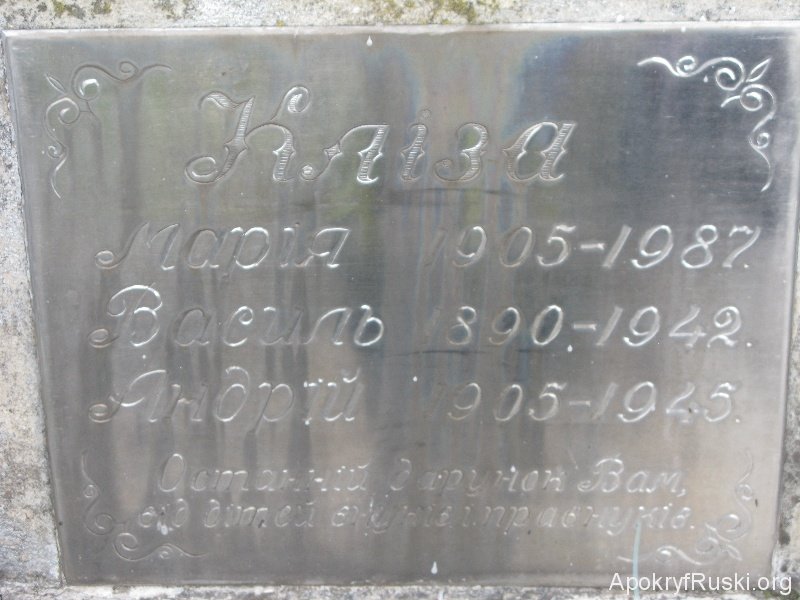 Кліза
Марія 1905-1987.
Василь 1890-1942.
Андрій 1905-1945.
Останній дарунок Вам,
від дітей внуків і правнуків.
ApokryfRuski.org